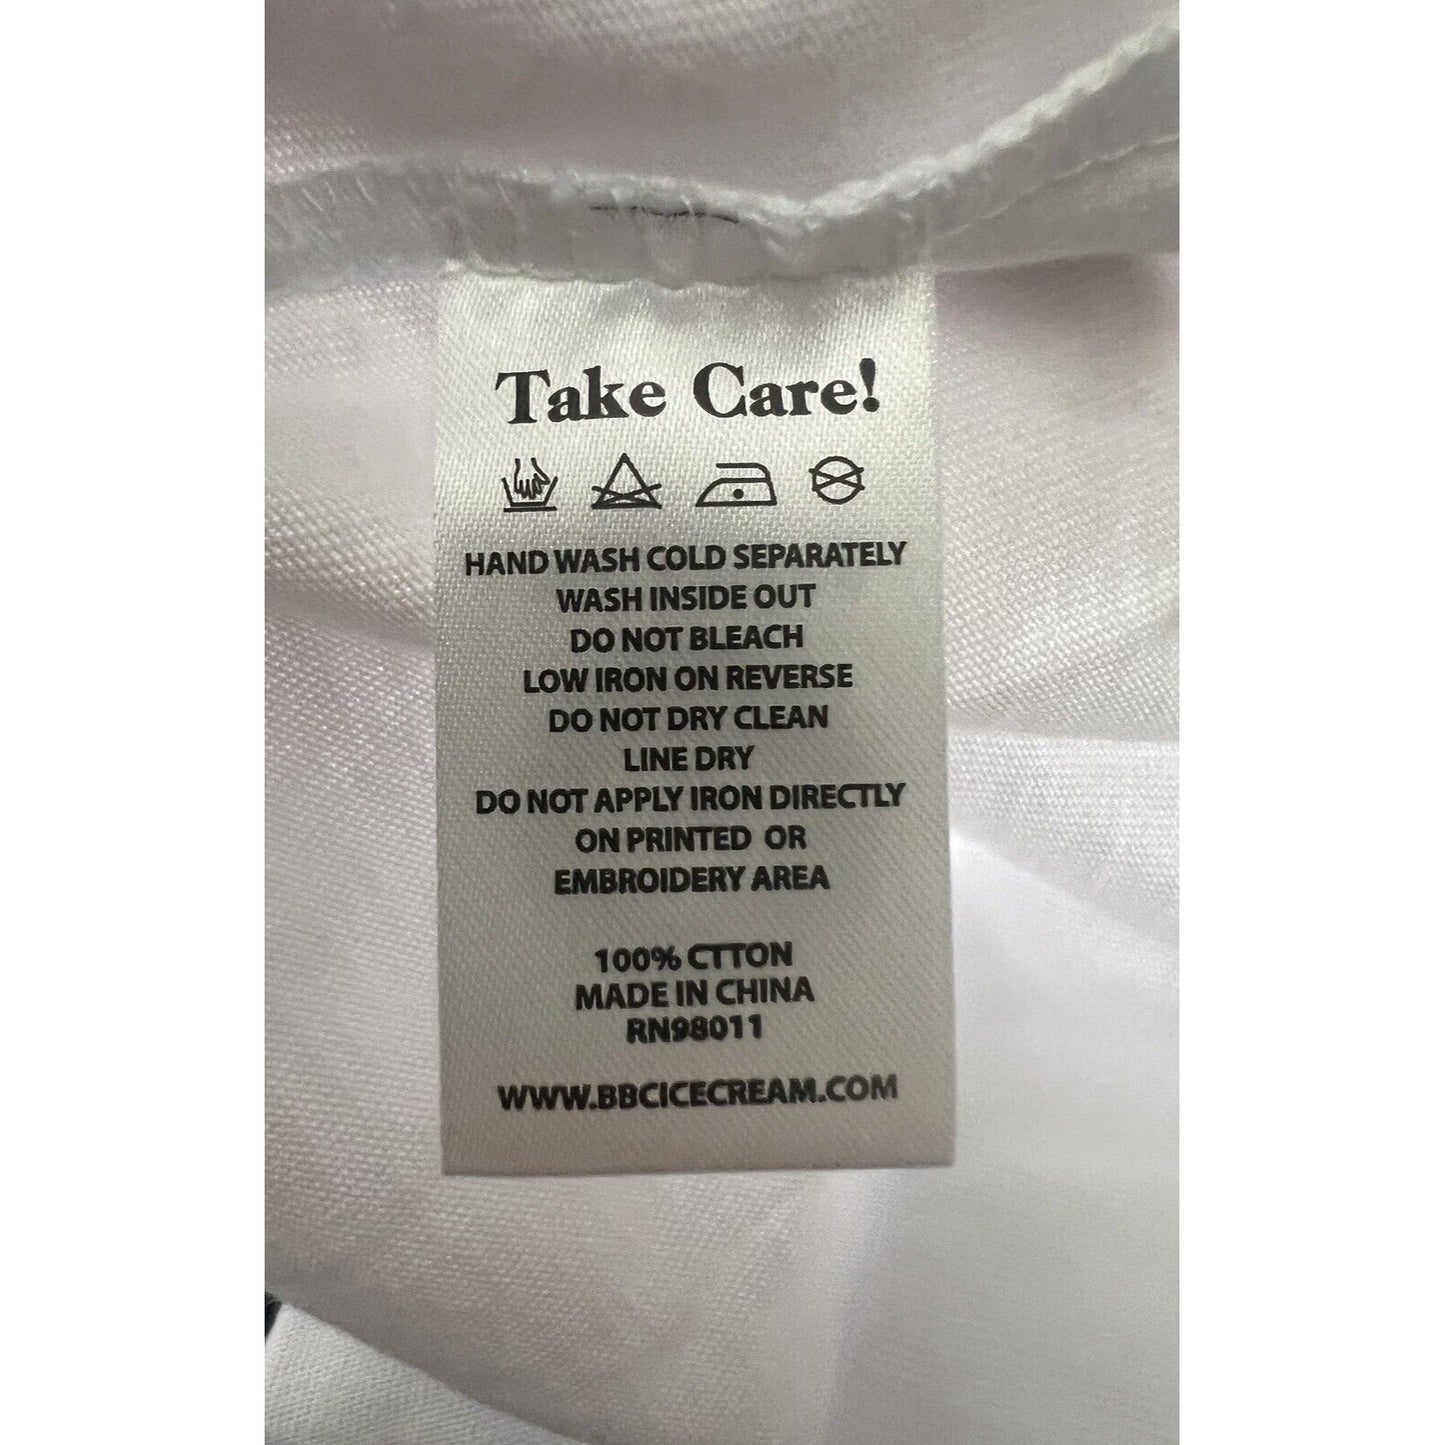 Take Care!
HAND WASH COLD SEPARATELY
WASH INSIDE OUT
DO NOT BLEACH
LOW IRON ON REVERSE
DO NOT DRY CLEAN
LINE DRY
DO NOT APPLY IRON DIRECTLY
ON PRINTED OR
EMBROIDERY AREA
100% CTTON
MADE IN CHINA
RN98011
WWW.BBCICECREAM.COM